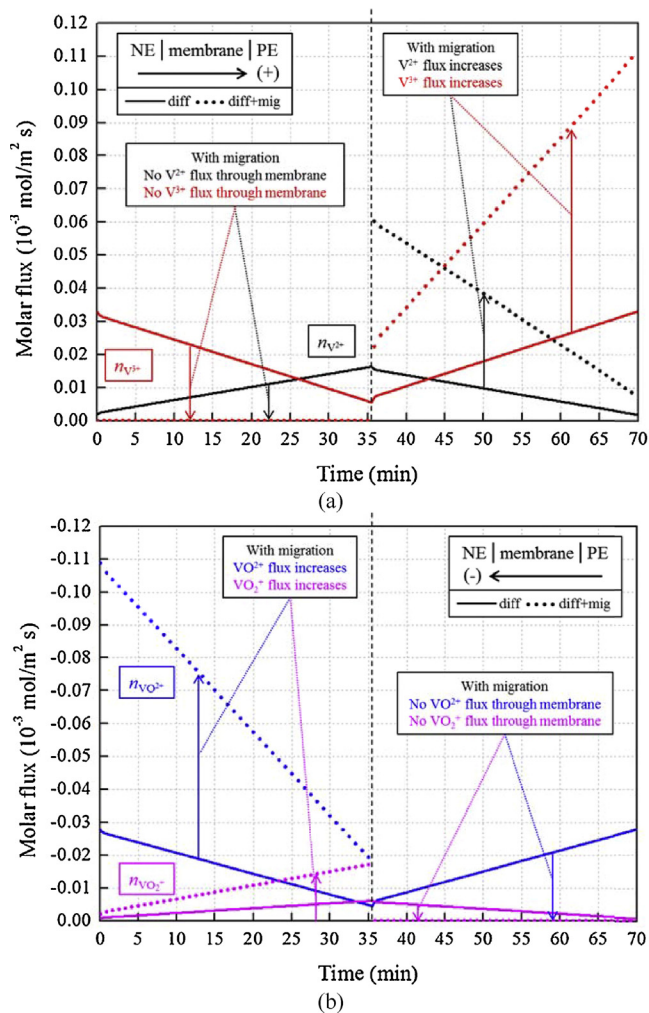 0.12
0.11
0.10
0.09
0.08
0.07
0.06
0.05
0.04
0.03
0.02
0.01
0.00
Molar flux (10⁻³ mol/m² s)
NE | membrane | PE
(+)
diff diff+mig
With migration
V²⁺ flux increases
V³⁺ flux increases
With migration
No V²⁺ flux through membrane
No V³⁺ flux through membrane
n_V²⁺
n_V³⁺
0 5 10 15 20 25 30 35 40 45 50 55 60 65 70
Time (min)
(a)
-0.12
-0.11
-0.10
-0.09
-0.08
-0.07
-0.06
-0.05
-0.04
-0.03
-0.02
-0.01
0.00
Molar flux (10⁻³ mol/m² s)
With migration
VO²⁺ flux increases
VO₂⁺ flux increases
NE | membrane | PE
(-)
diff diff+mig
n_VO²⁺
With migration
No VO²⁺ flux through membrane
No VO₂⁺ flux through membrane
n_VO₂⁺
0 5 10 15 20 25 30 35 40 45 50 55 60 65 70
Time (min)
(b)